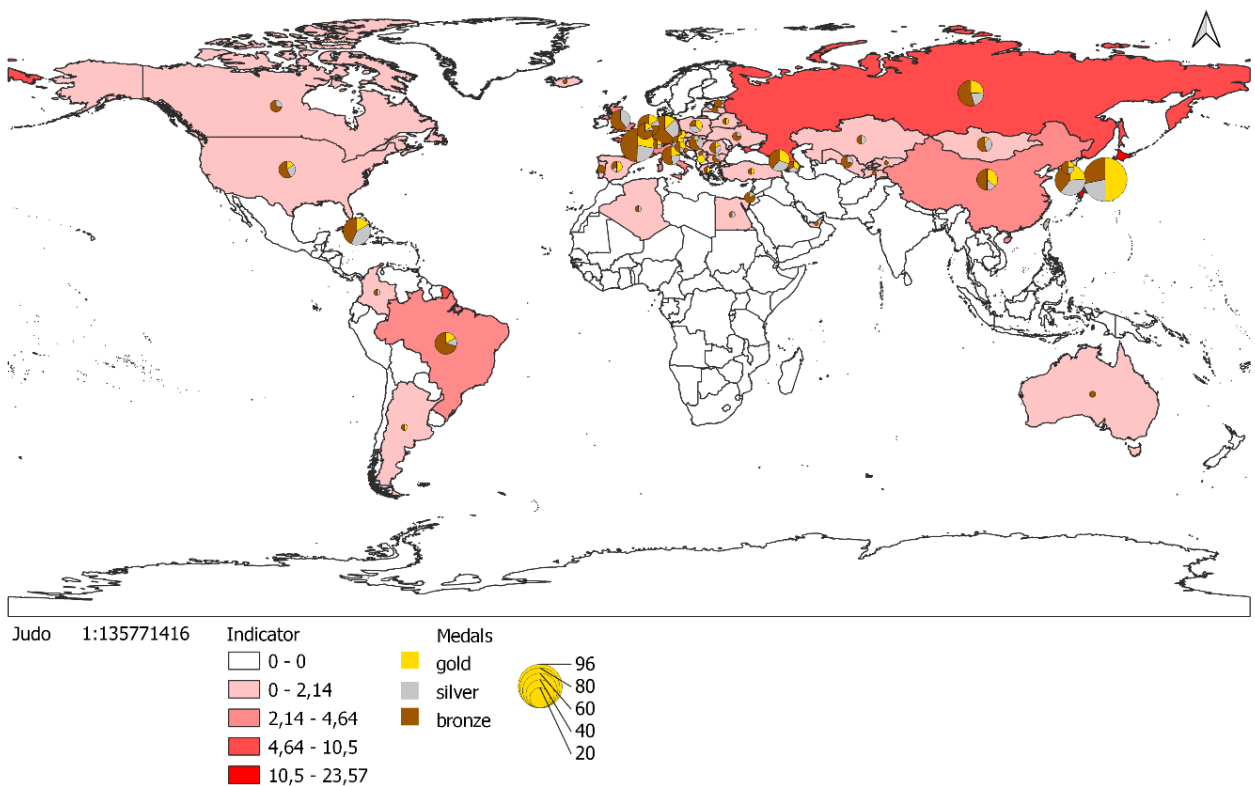 Judo 1:135771416
Indicator
0 - 0
0 - 2,14
2,14 - 4,64
4,64 - 10,5
10,5 - 23,57
Medals
gold
silver
bronze
96
80
60
40
20